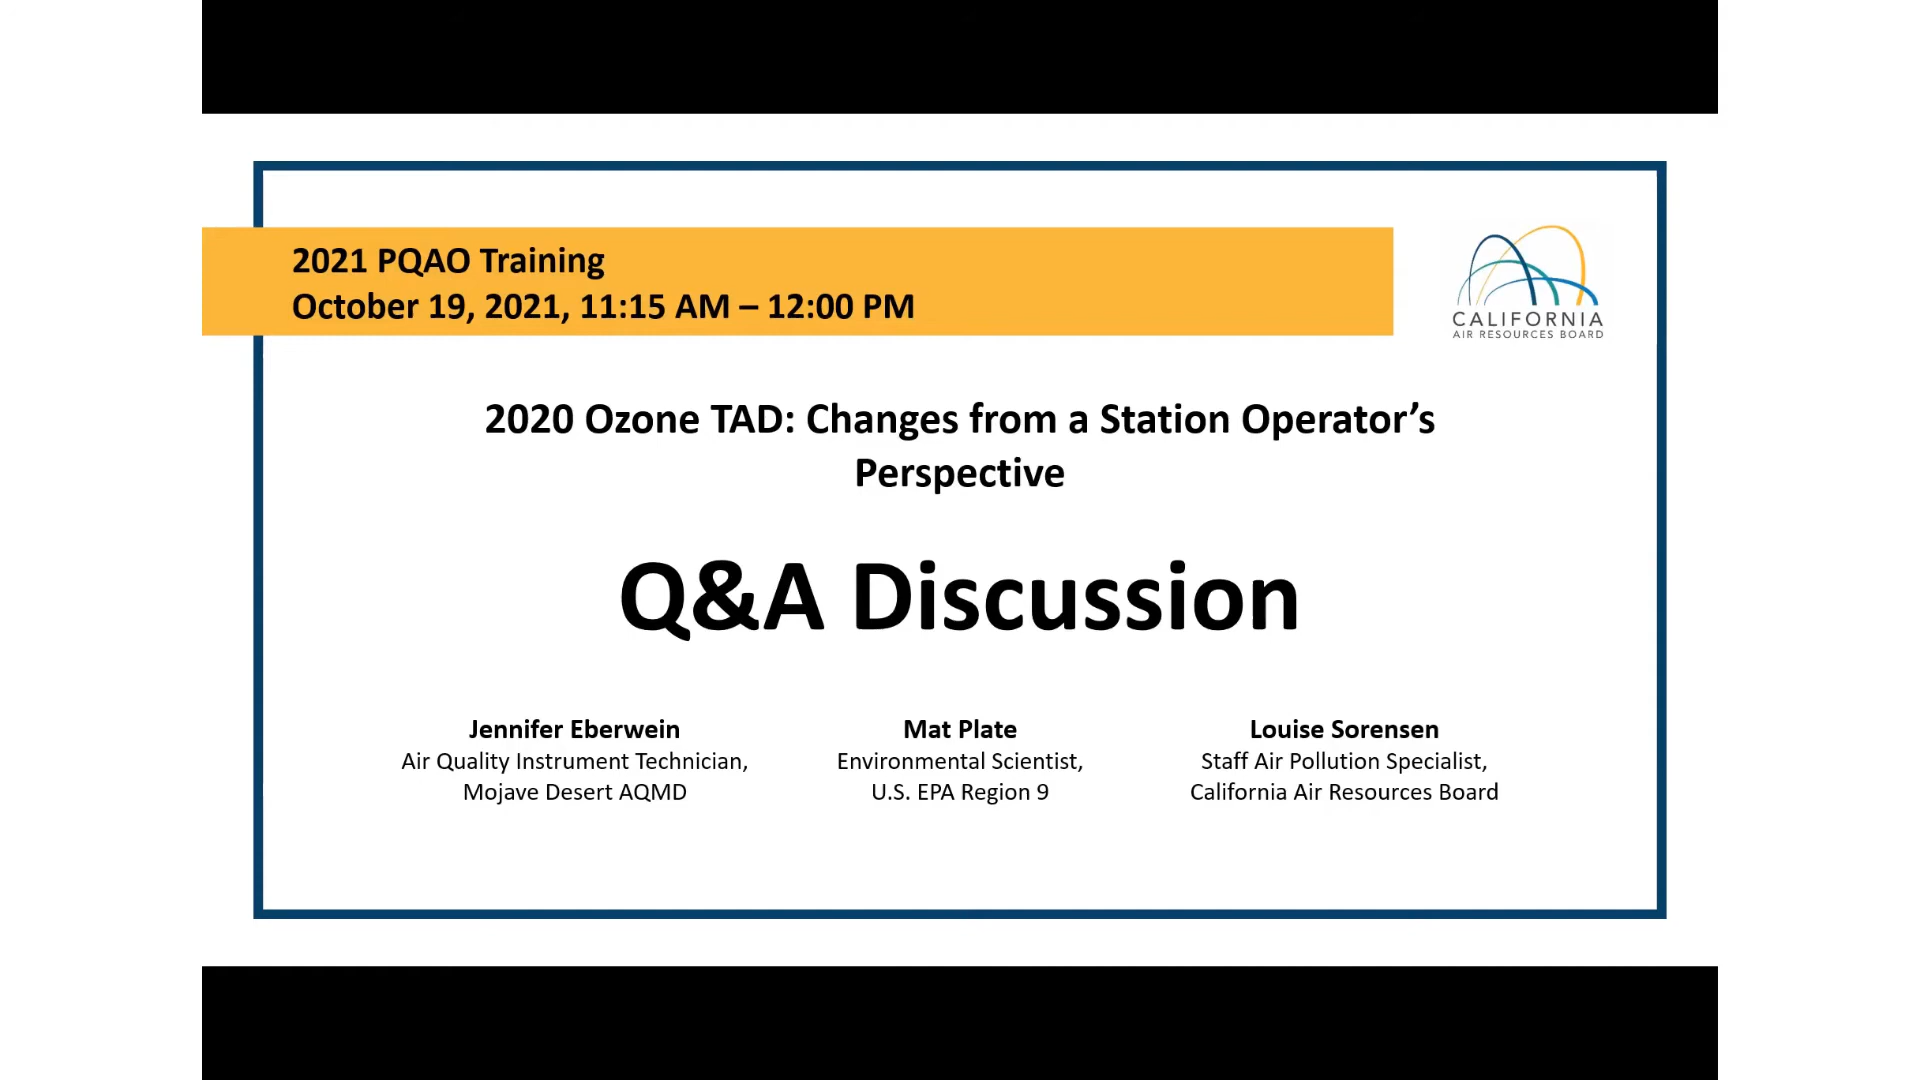 2021 PQAO Training
October 19, 2021, 11:15 AM – 12:00 PM
CALIFORNIA
AIR RESOURCES BOARD
2020 Ozone TAD: Changes from a Station Operator’s
Perspective
Q&A Discussion
Jennifer Eberwein
Air Quality Instrument Technician,
Mojave Desert AQMD
Mat Plate
Environmental Scientist,
U.S. EPA Region 9
Louise Sorensen
Staff Air Pollution Specialist,
California Air Resources Board